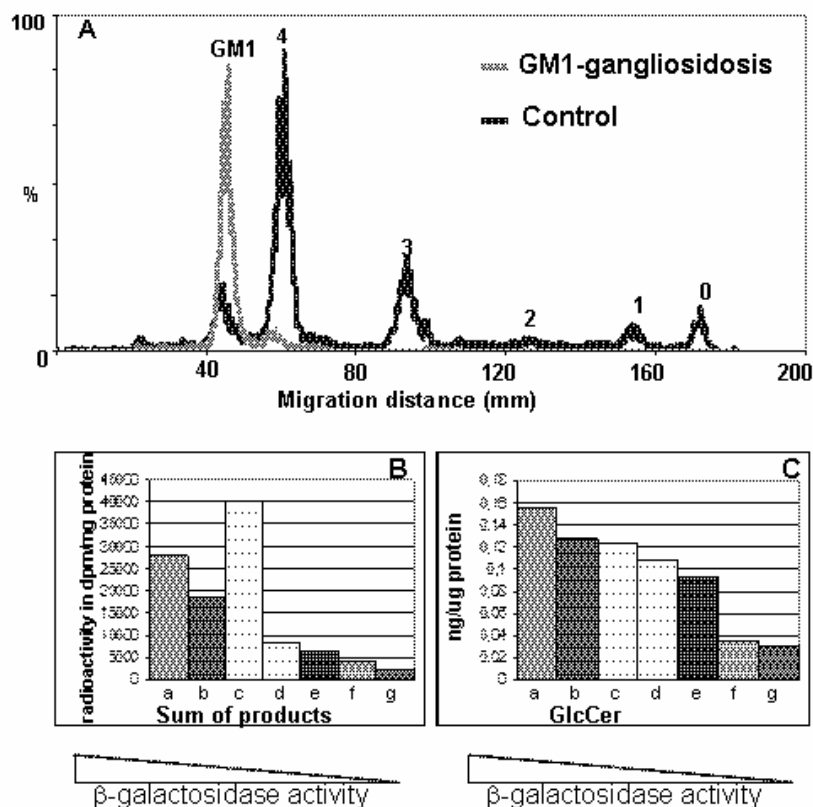 100
A
GM1
4
GM1-gangliosidosis
Control
%
3
2
1
0
0
40
80
120
160
200
Migration distance (mm)
B
radioactivity in dpm/mg protein
45000
40000
35000
30000
25000
20000
15000
10000
5000
0
a b c d e f g
Sum of products
C
ng/ug protein
0,18
0,16
0,14
0,12
0,1
0,08
0,06
0,04
0,02
0
a b c d e f g
GlcCer
β-galactosidase activity
β-galactosidase activity